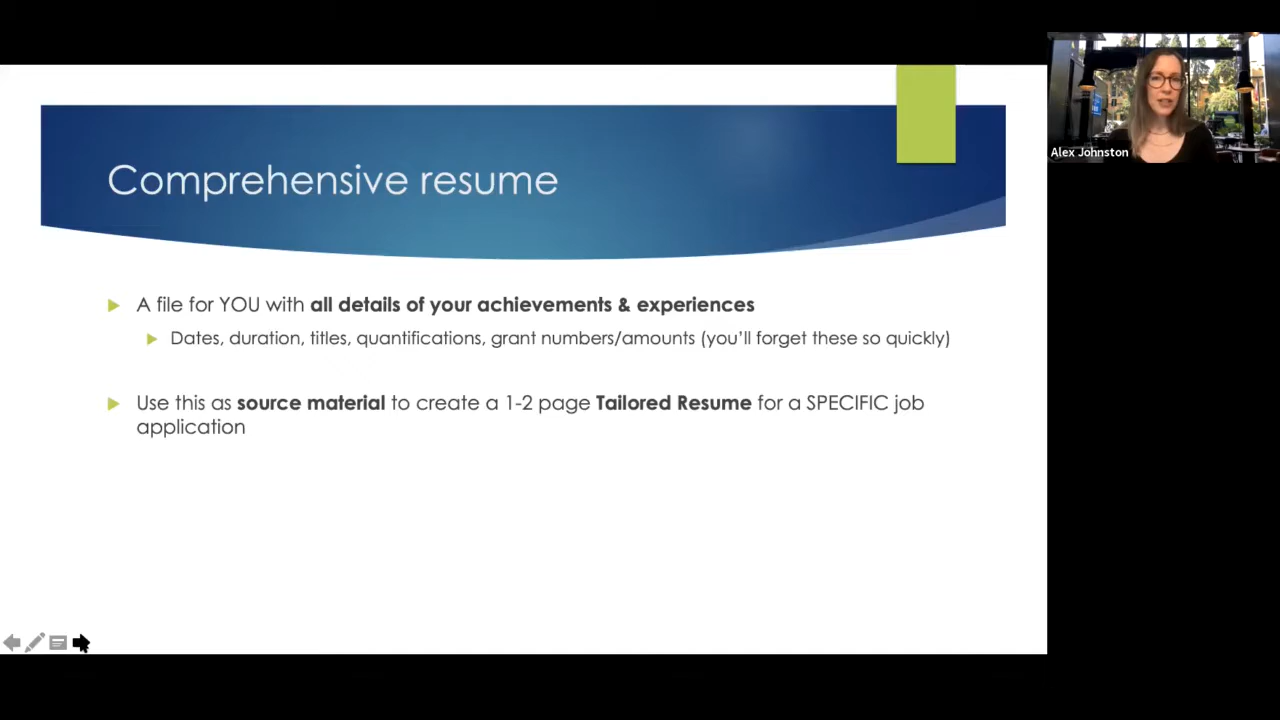 Comprehensive resume
Alex Johnston
A file for YOU with all details of your achievements & experiences
Dates, duration, titles, quantifications, grant numbers/amounts (you'll forget these so quickly)
Use this as source material to create a 1-2 page Tailored Resume for a SPECIFIC job
application